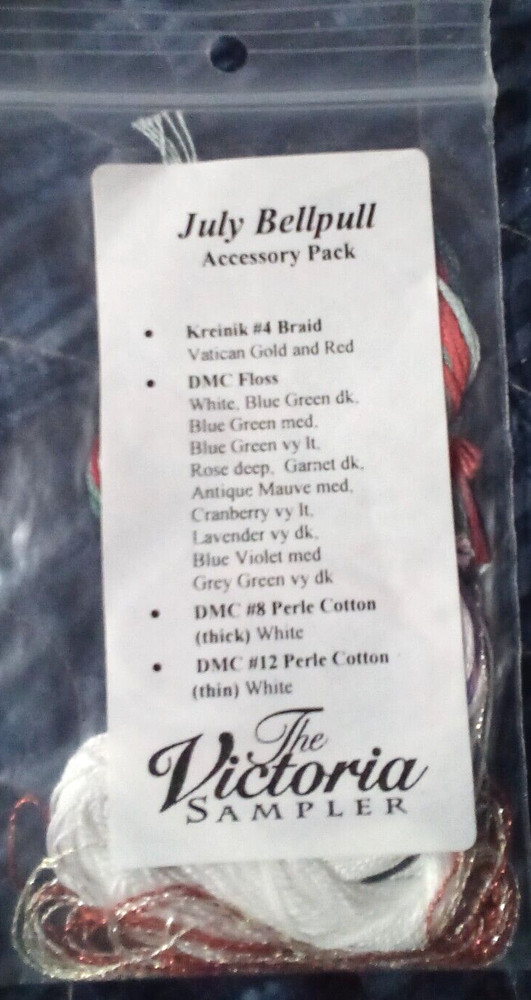 July Bellpull
Accessory Pack
• Kreinik #4 Braid
Vatican Gold and Red
• DMC Floss
White, Blue Green dk,
Blue Green med,
Blue Green vy lt,
Rose deep, Garnet dk,
Antique Mauve med,
Cranberry vy lt,
Lavender vy dk,
Blue Violet med
Grey Green vy dk
• DMC #8 Perle Cotton
(thick) White
• DMC #12 Perle Cotton
(thin) White
The
Victoria
SAMPLER